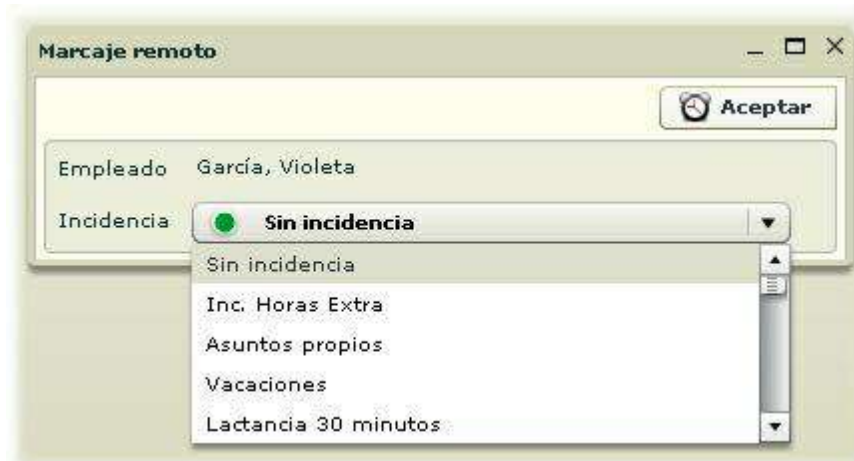 Marcaje remoto
Aceptar
Empleado García, Violeta
Incidencia Sin incidencia
Sin incidencia
Inc. Horas Extra
Asuntos propios
Vacaciones
Lactancia 30 minutos